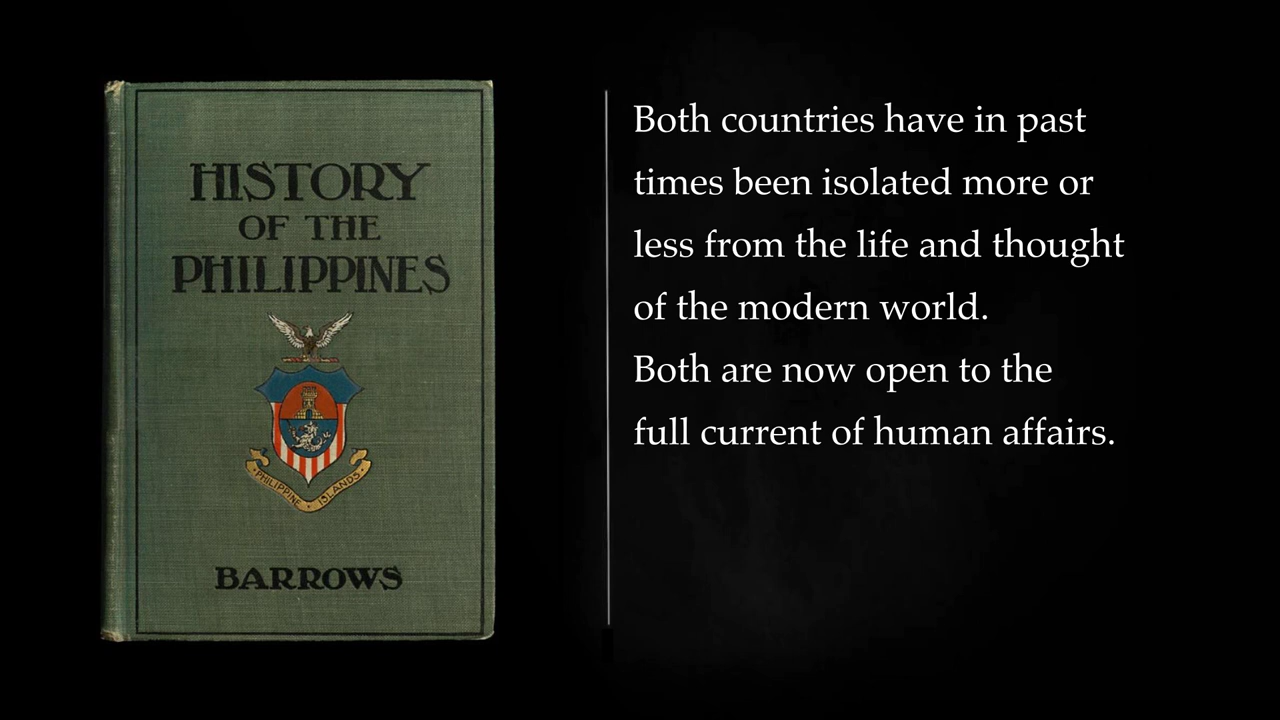 HISTORY
OF THE
PHILIPPINES
PHILIPPINE ISLANDS
BARROWS
Both countries have in past
times been isolated more or
less from the life and thought
of the modern world.
Both are now open to the
full current of human affairs.